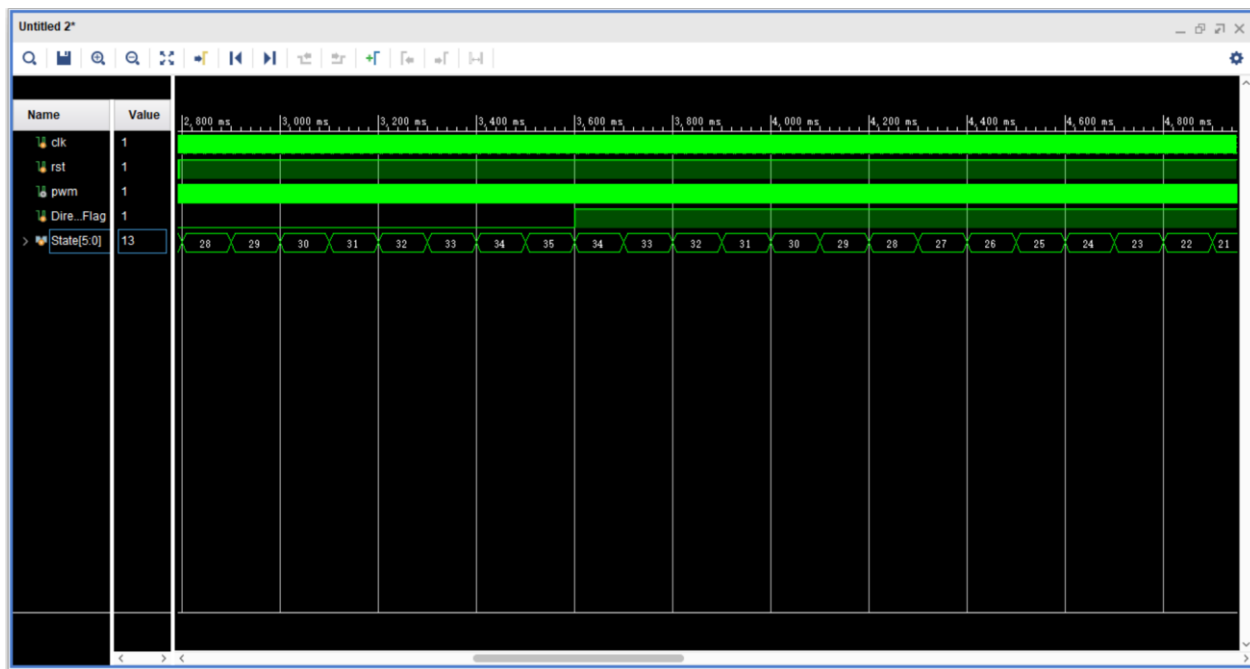 Untitled 2*
Name Value
2,800 ms 3,000 ms 3,200 ms 3,400 ms 3,600 ms 3,800 ms 4,000 ms 4,200 ms 4,400 ms 4,600 ms 4,800 ms
clk 1
rst 1
pwm 1
Dire...Flag 1
State[5:0] 13 28 29 30 31 32 33 34 35 34 33 32 31 30 29 28 27 26 25 24 23 22 21